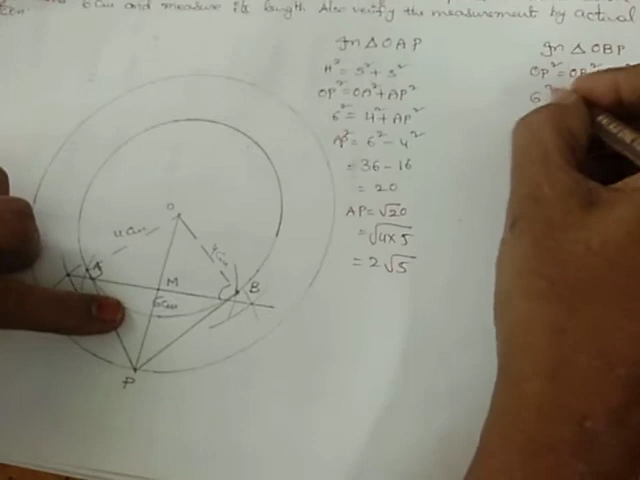 6cm and measure its length. Also verify the measurement by actual
In △OAP
H² = S² + S²
OP² = OA² + AP²
6² = 4² + AP²
AP² = 6² - 4²
= 36 - 16
= 20
AP = √20
= √4×5
= 2√5
In △OBP
OP² = OB²
6²
O
4cm
4cm
M
B
6cm
P